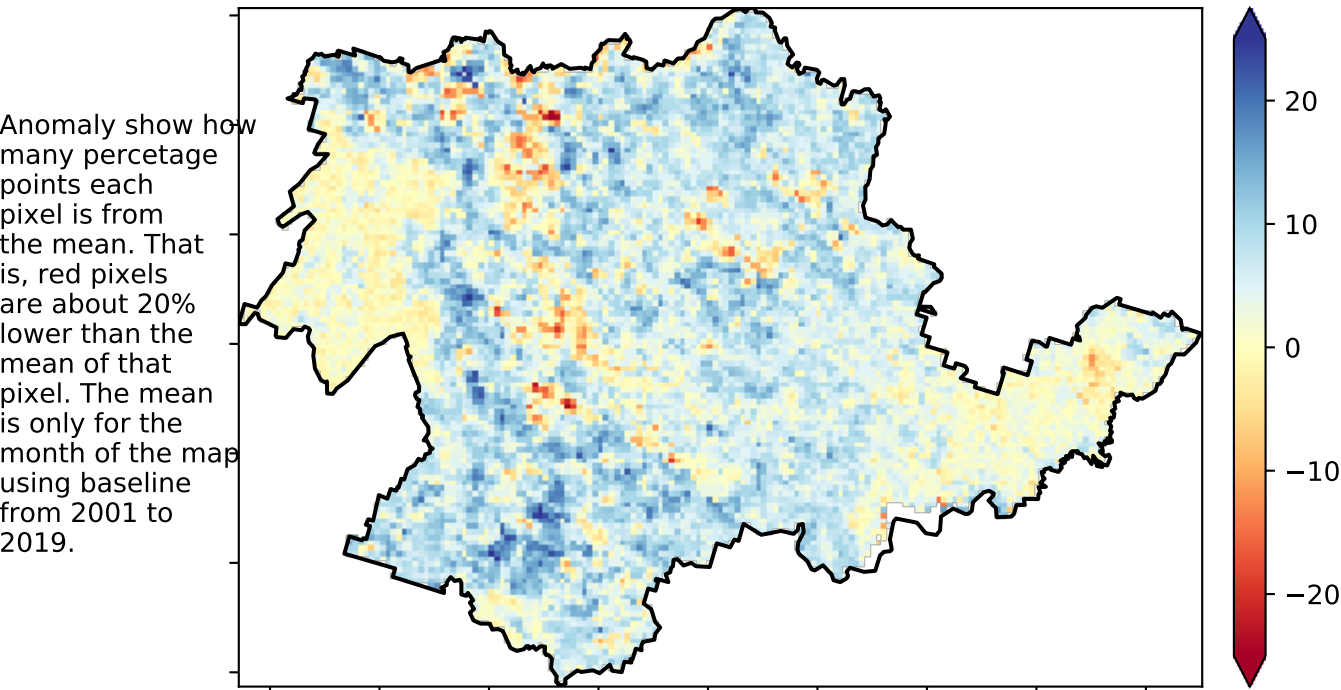 Anomaly show how
many percetage
points each
pixel is from
the mean. That
is, red pixels
are about 20%
lower than the
mean of that
pixel. The mean
is only for the
month of the map
using baseline
from 2001 to
2019.
20
10
0
−10
−20